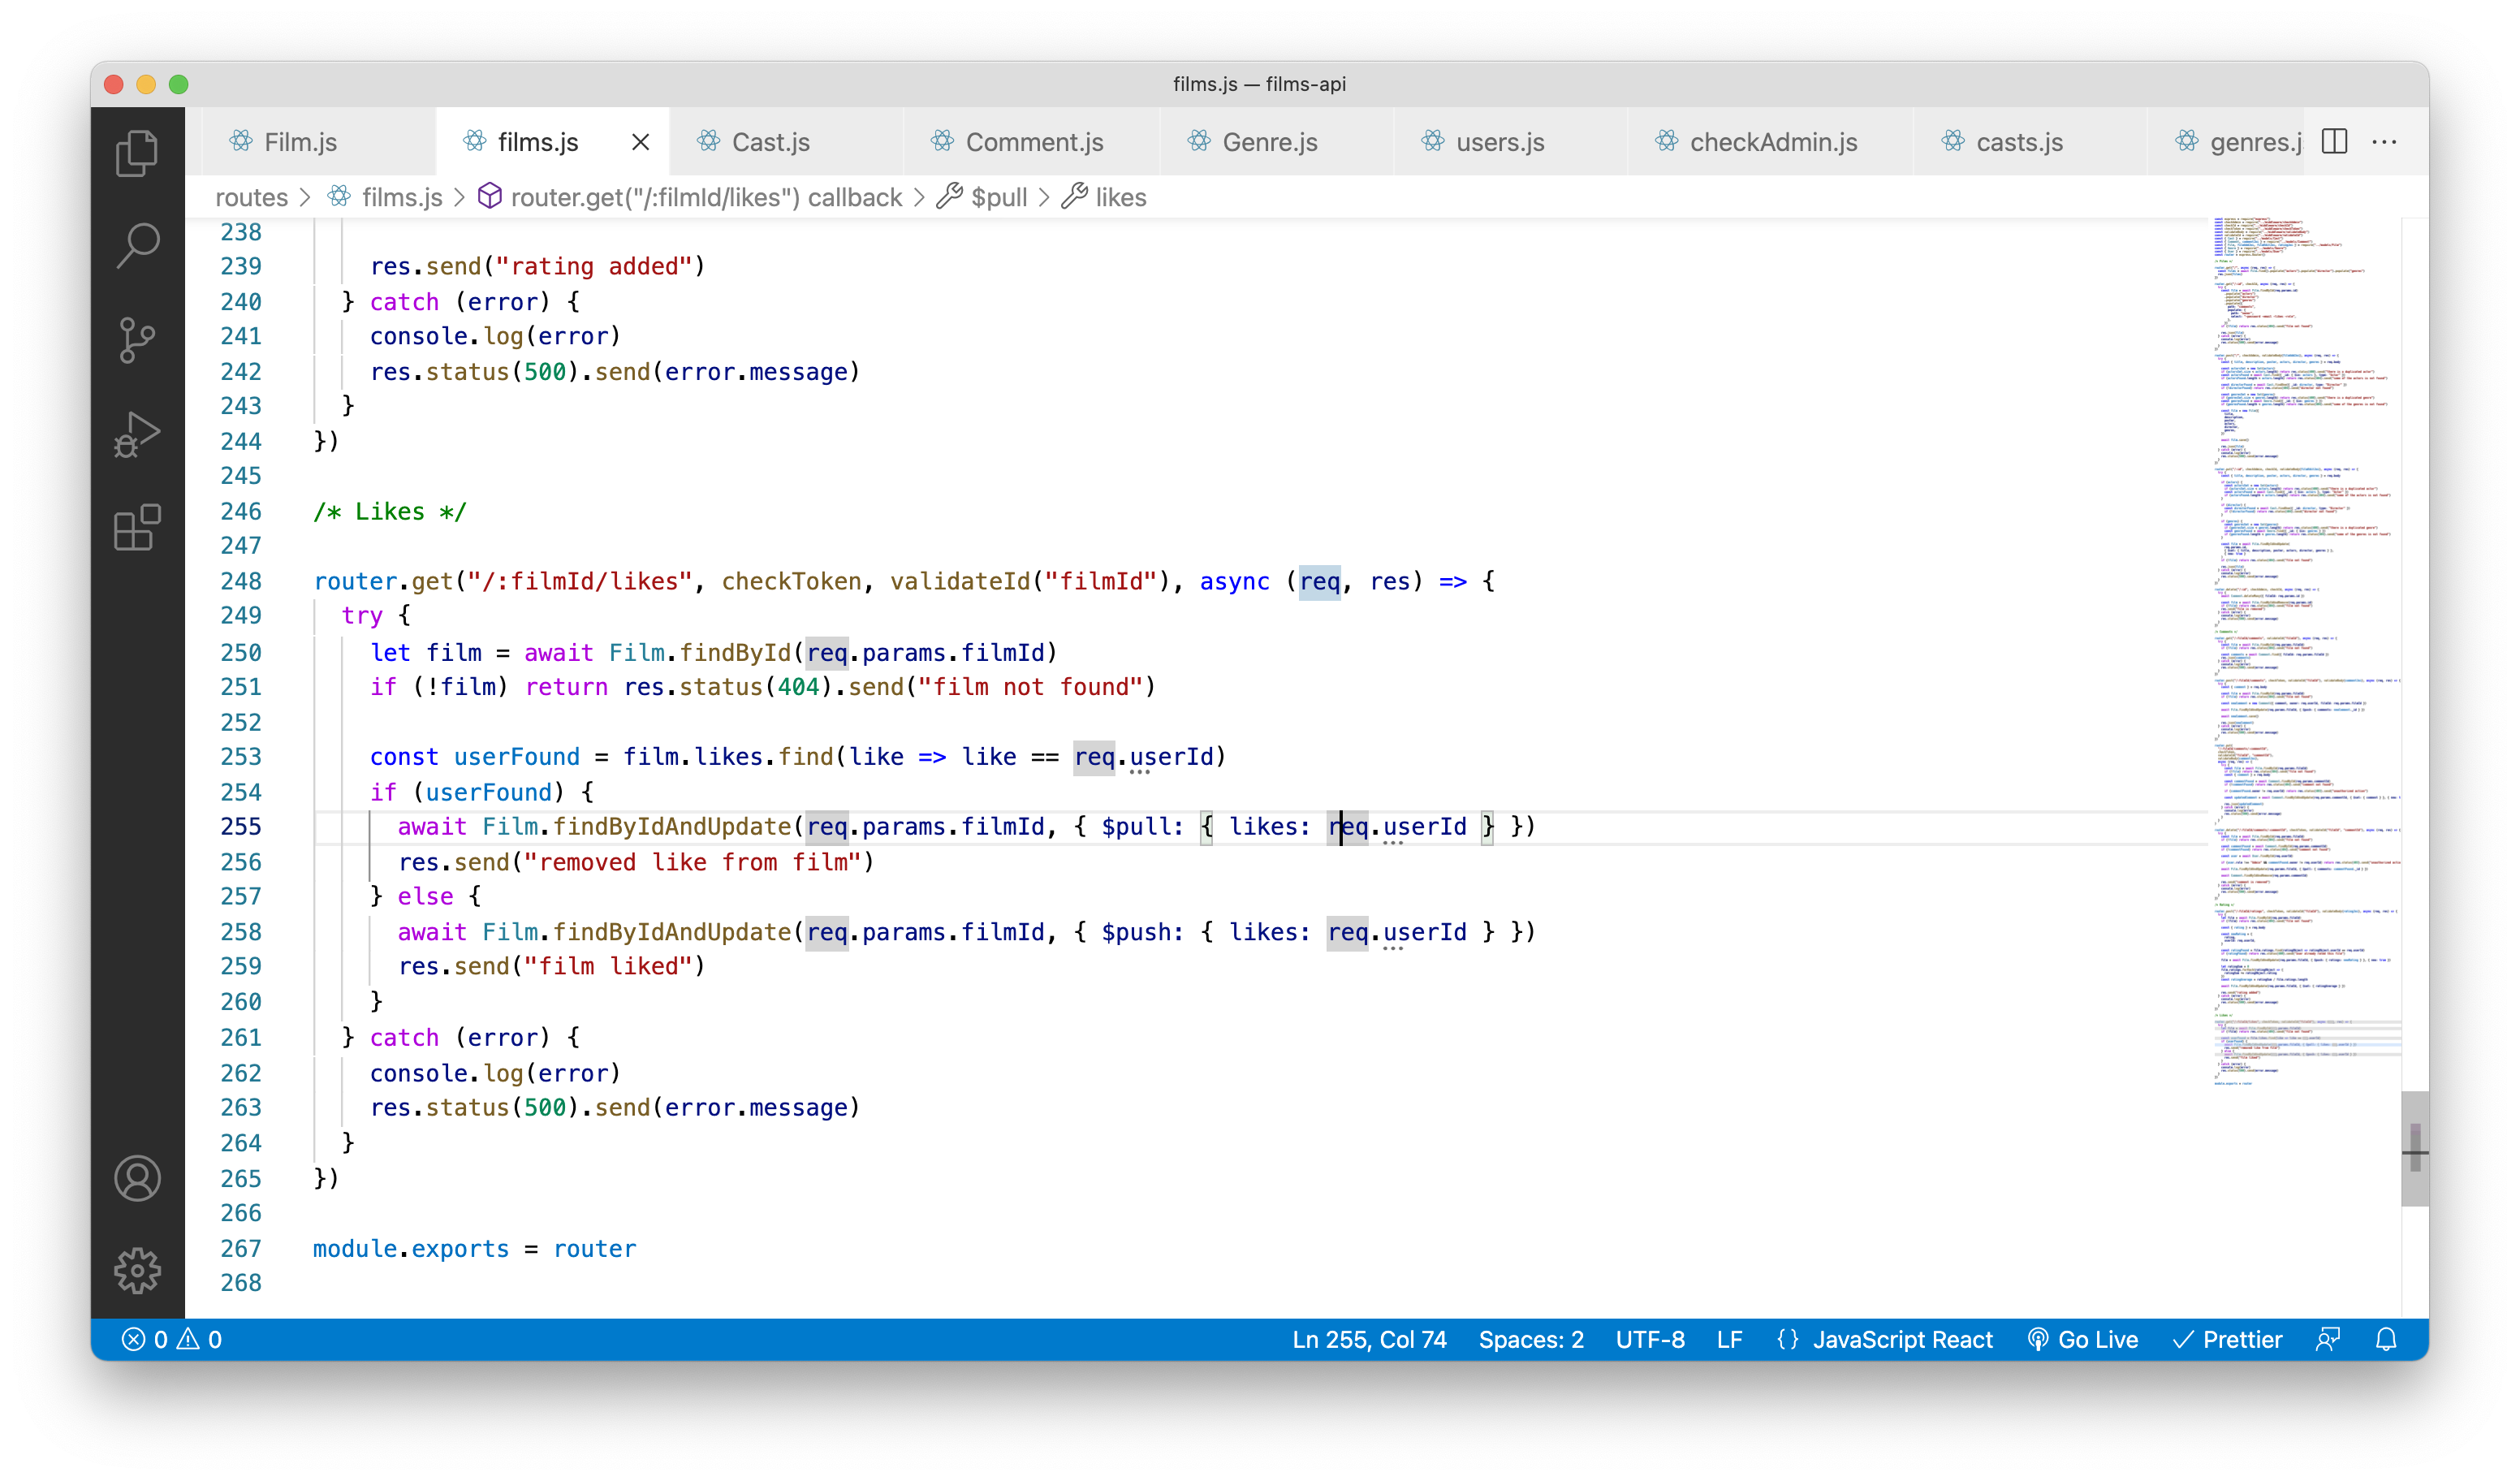 films.js — films-api
Film.js films.js Cast.js Comment.js Genre.js users.js checkAdmin.js casts.js genres.j
routes > films.js > router.get("/:filmId/likes") callback > $pull > likes
238
239 res.send("rating added")
240 } catch (error) {
241 console.log(error)
242 res.status(500).send(error.message)
243 }
244 })
245
246 /* Likes */
247
248 router.get("/:filmId/likes", checkToken, validateId("filmId"), async (req, res) => {
249 try {
250 let film = await Film.findById(req.params.filmId)
251 if (!film) return res.status(404).send("film not found")
252
253 const userFound = film.likes.find(like => like == req.userId)
254 if (userFound) {
255 await Film.findByIdAndUpdate(req.params.filmId, { $pull: { likes: req.userId } })
256 res.send("removed like from film")
257 } else {
258 await Film.findByIdAndUpdate(req.params.filmId, { $push: { likes: req.userId } })
259 res.send("film liked")
260 }
261 } catch (error) {
262 console.log(error)
263 res.status(500).send(error.message)
264 }
265 })
266
267 module.exports = router
268
0 0 Ln 255, Col 74 Spaces: 2 UTF-8 LF {} JavaScript React Go Live Prettier